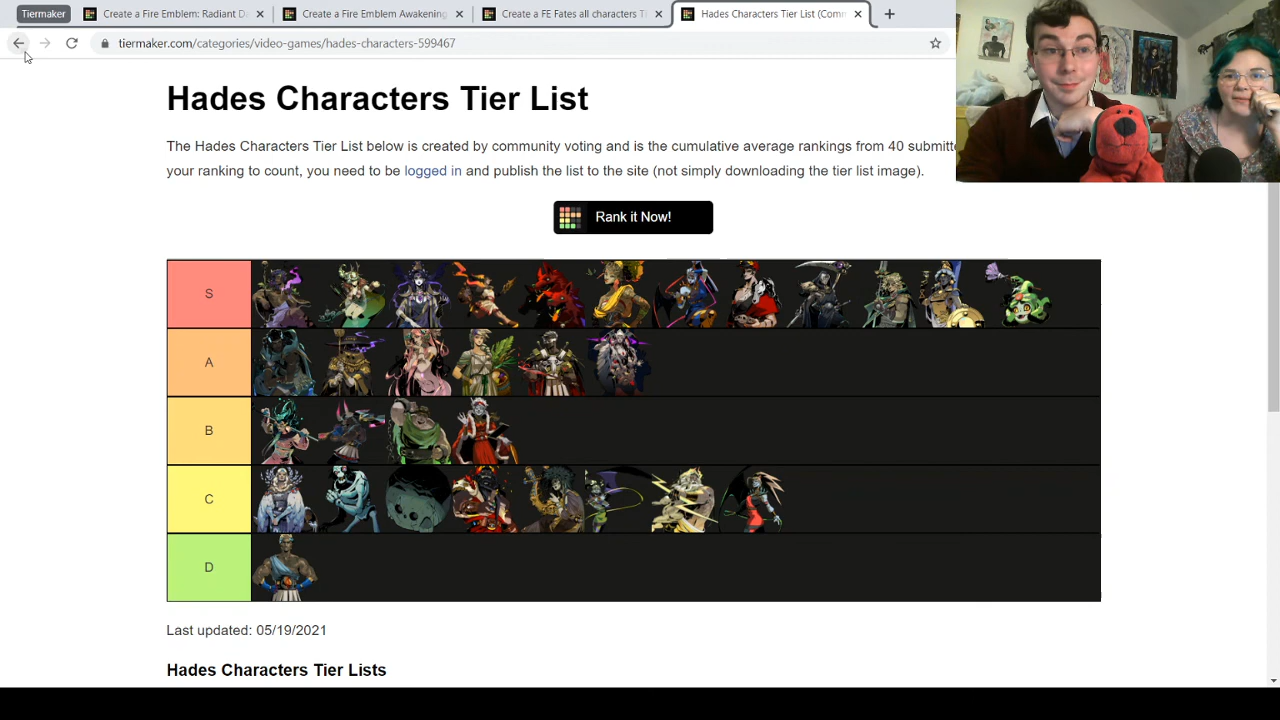 Tiermaker
Create a Fire Emblem: Radiant D
Create a Fire Emblem Awakening
Create a FE Fates all characters T
Hades Characters Tier List (Comm
tiermaker.com/categories/video-games/hades-characters-599467
Hades Characters Tier List
The Hades Characters Tier List below is created by community voting and is the cumulative average rankings from 40 submitte
your ranking to count, you need to be logged in and publish the list to the site (not simply downloading the tier list image).
Rank it Now!
S
A
B
C
D
Last updated: 05/19/2021
Hades Characters Tier Lists